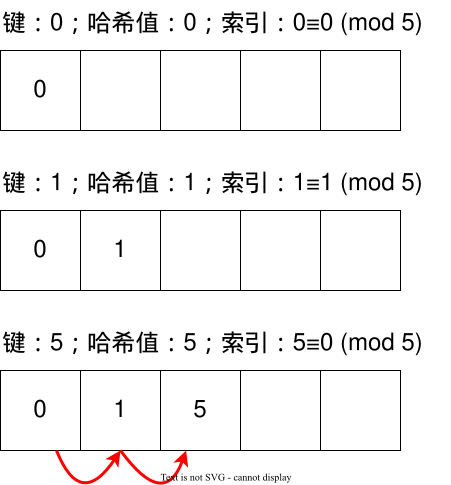 键：0；哈希值：0；索引：0≡0 (mod 5)
0
键：1；哈希值：1；索引：1≡1 (mod 5)
0 1
键：5；哈希值：5；索引：5≡0 (mod 5)
0 1 5
Text is not SVG - cannot display